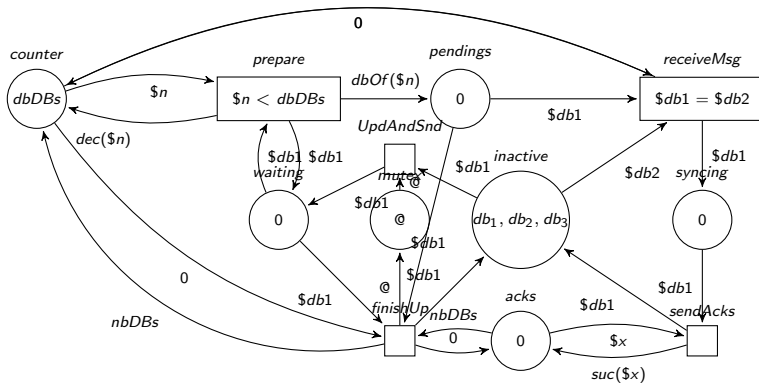 0
counter
prepare
pendings
receiveMsg
dbDBs
$n
$n < dbDBs
dbOf($n)
0
$db1
$db1 = $db2
dec($n)
UpdAndSnd
$db1
$db1
waiting
mutex
@
$db1
inactive
$db2
$db1
syncing
0
$db1
@
$db1
db1, db2, db3
0
0
nbDBs
$db1
@
$db1
finishUp
nbDBs
0
acks
0
$db1
sendAcks
$x
suc($x)